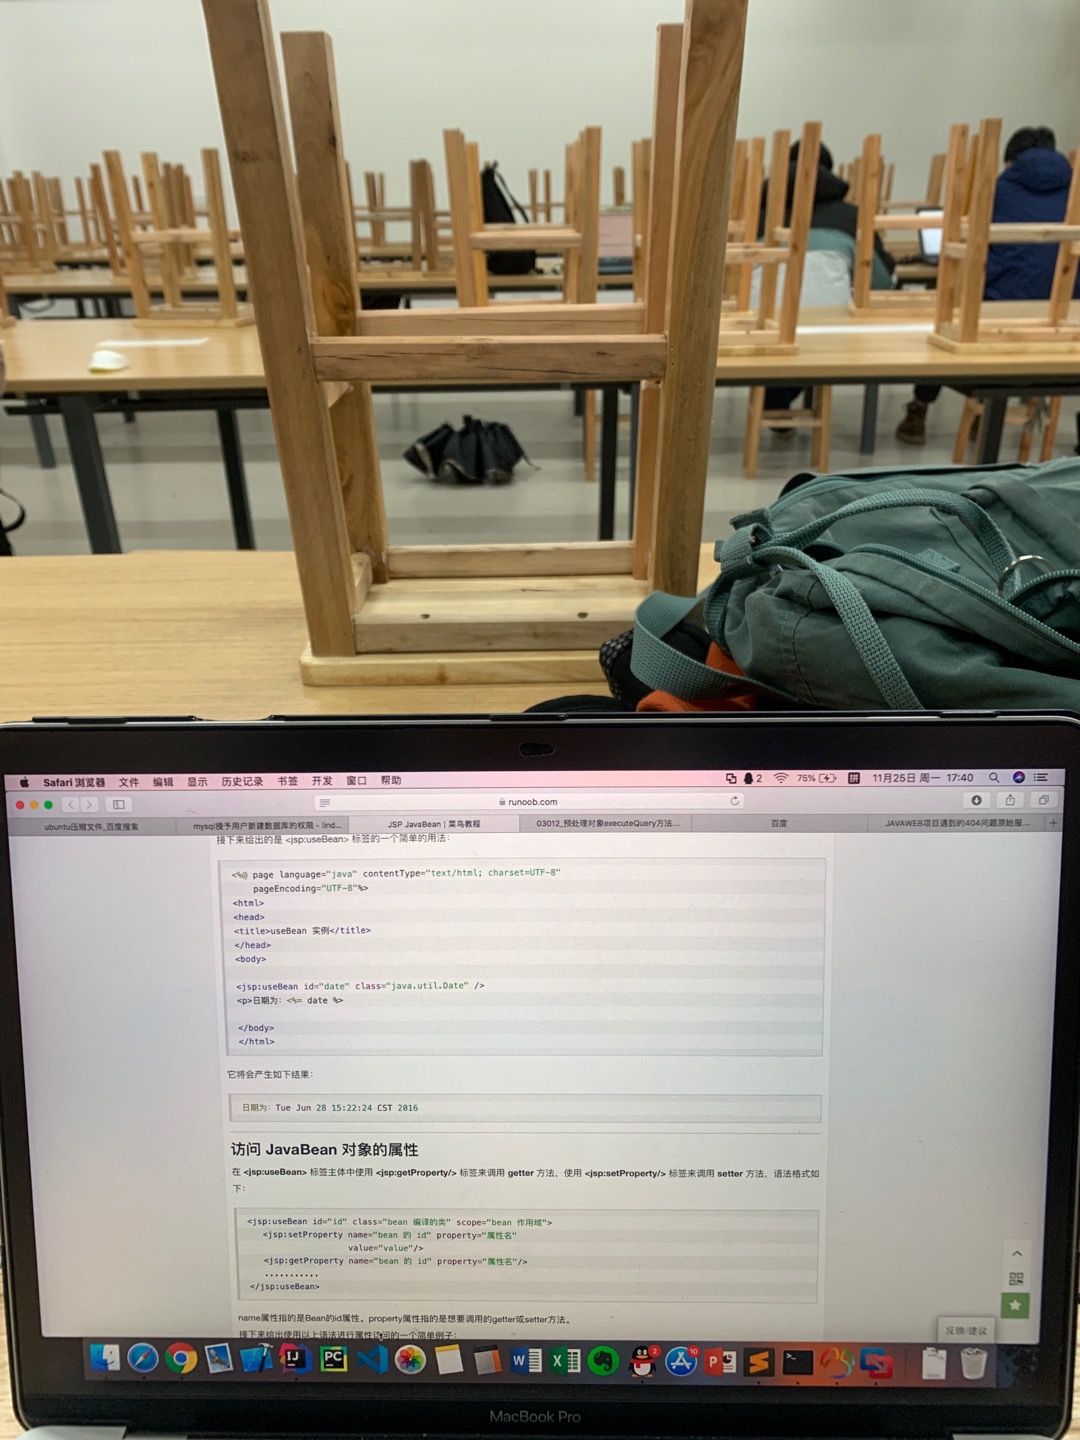 Safari 浏览器 文件 编辑 显示 历史记录 书签 开发 窗口 帮助 2 75% 拼 11月25日 周一 17:40
runoob.com
ubuntu压缩文件_百度搜索 mysql授予用户新建数据库的权限 - lind... JSP JavaBean | 菜鸟教程 03012_预处理对象executeQuery方法... 百度 JAVAWEB项目遇到的404问题原始服...
接下来给出的是 <jsp:useBean> 标签的一个简单的用法:
<%@ page language="java" contentType="text/html; charset=UTF-8"
pageEncoding="UTF-8"%>
<html>
<head>
<title>useBean 实例</title>
</head>
<body>
<jsp:useBean id="date" class="java.util.Date" />
<p>日期为: <%= date %>
</body>
</html>
它将会产生如下结果:
日期为: Tue Jun 28 15:22:24 CST 2016
访问 JavaBean 对象的属性
在 <jsp:useBean> 标签主体中使用 <jsp:getProperty/> 标签来调用 getter 方法，使用 <jsp:setProperty/> 标签来调用 setter 方法，语法格式如
下:
<jsp:useBean id="id" class="bean 编译的类" scope="bean 作用域">
<jsp:setProperty name="bean 的 id" property="属性名"
value="value"/>
<jsp:getProperty name="bean 的 id" property="属性名"/>
...........
</jsp:useBean>
name属性指的是Bean的id属性。property属性指的是想要调用的getter或setter方法。
接下来给出使用以上语法进行属性访问的一个简单例子:
反馈/建议
IJ PC W X 2 10 P S
MacBook Pro